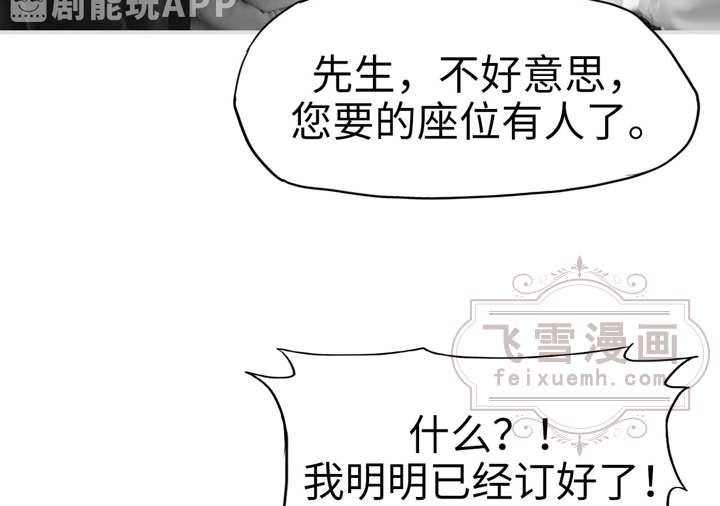 剧能玩APP
先生，不好意思，
您要的座位有人了。
飞雪漫画
feixuemh.com
什么？！
我明明已经订好了！